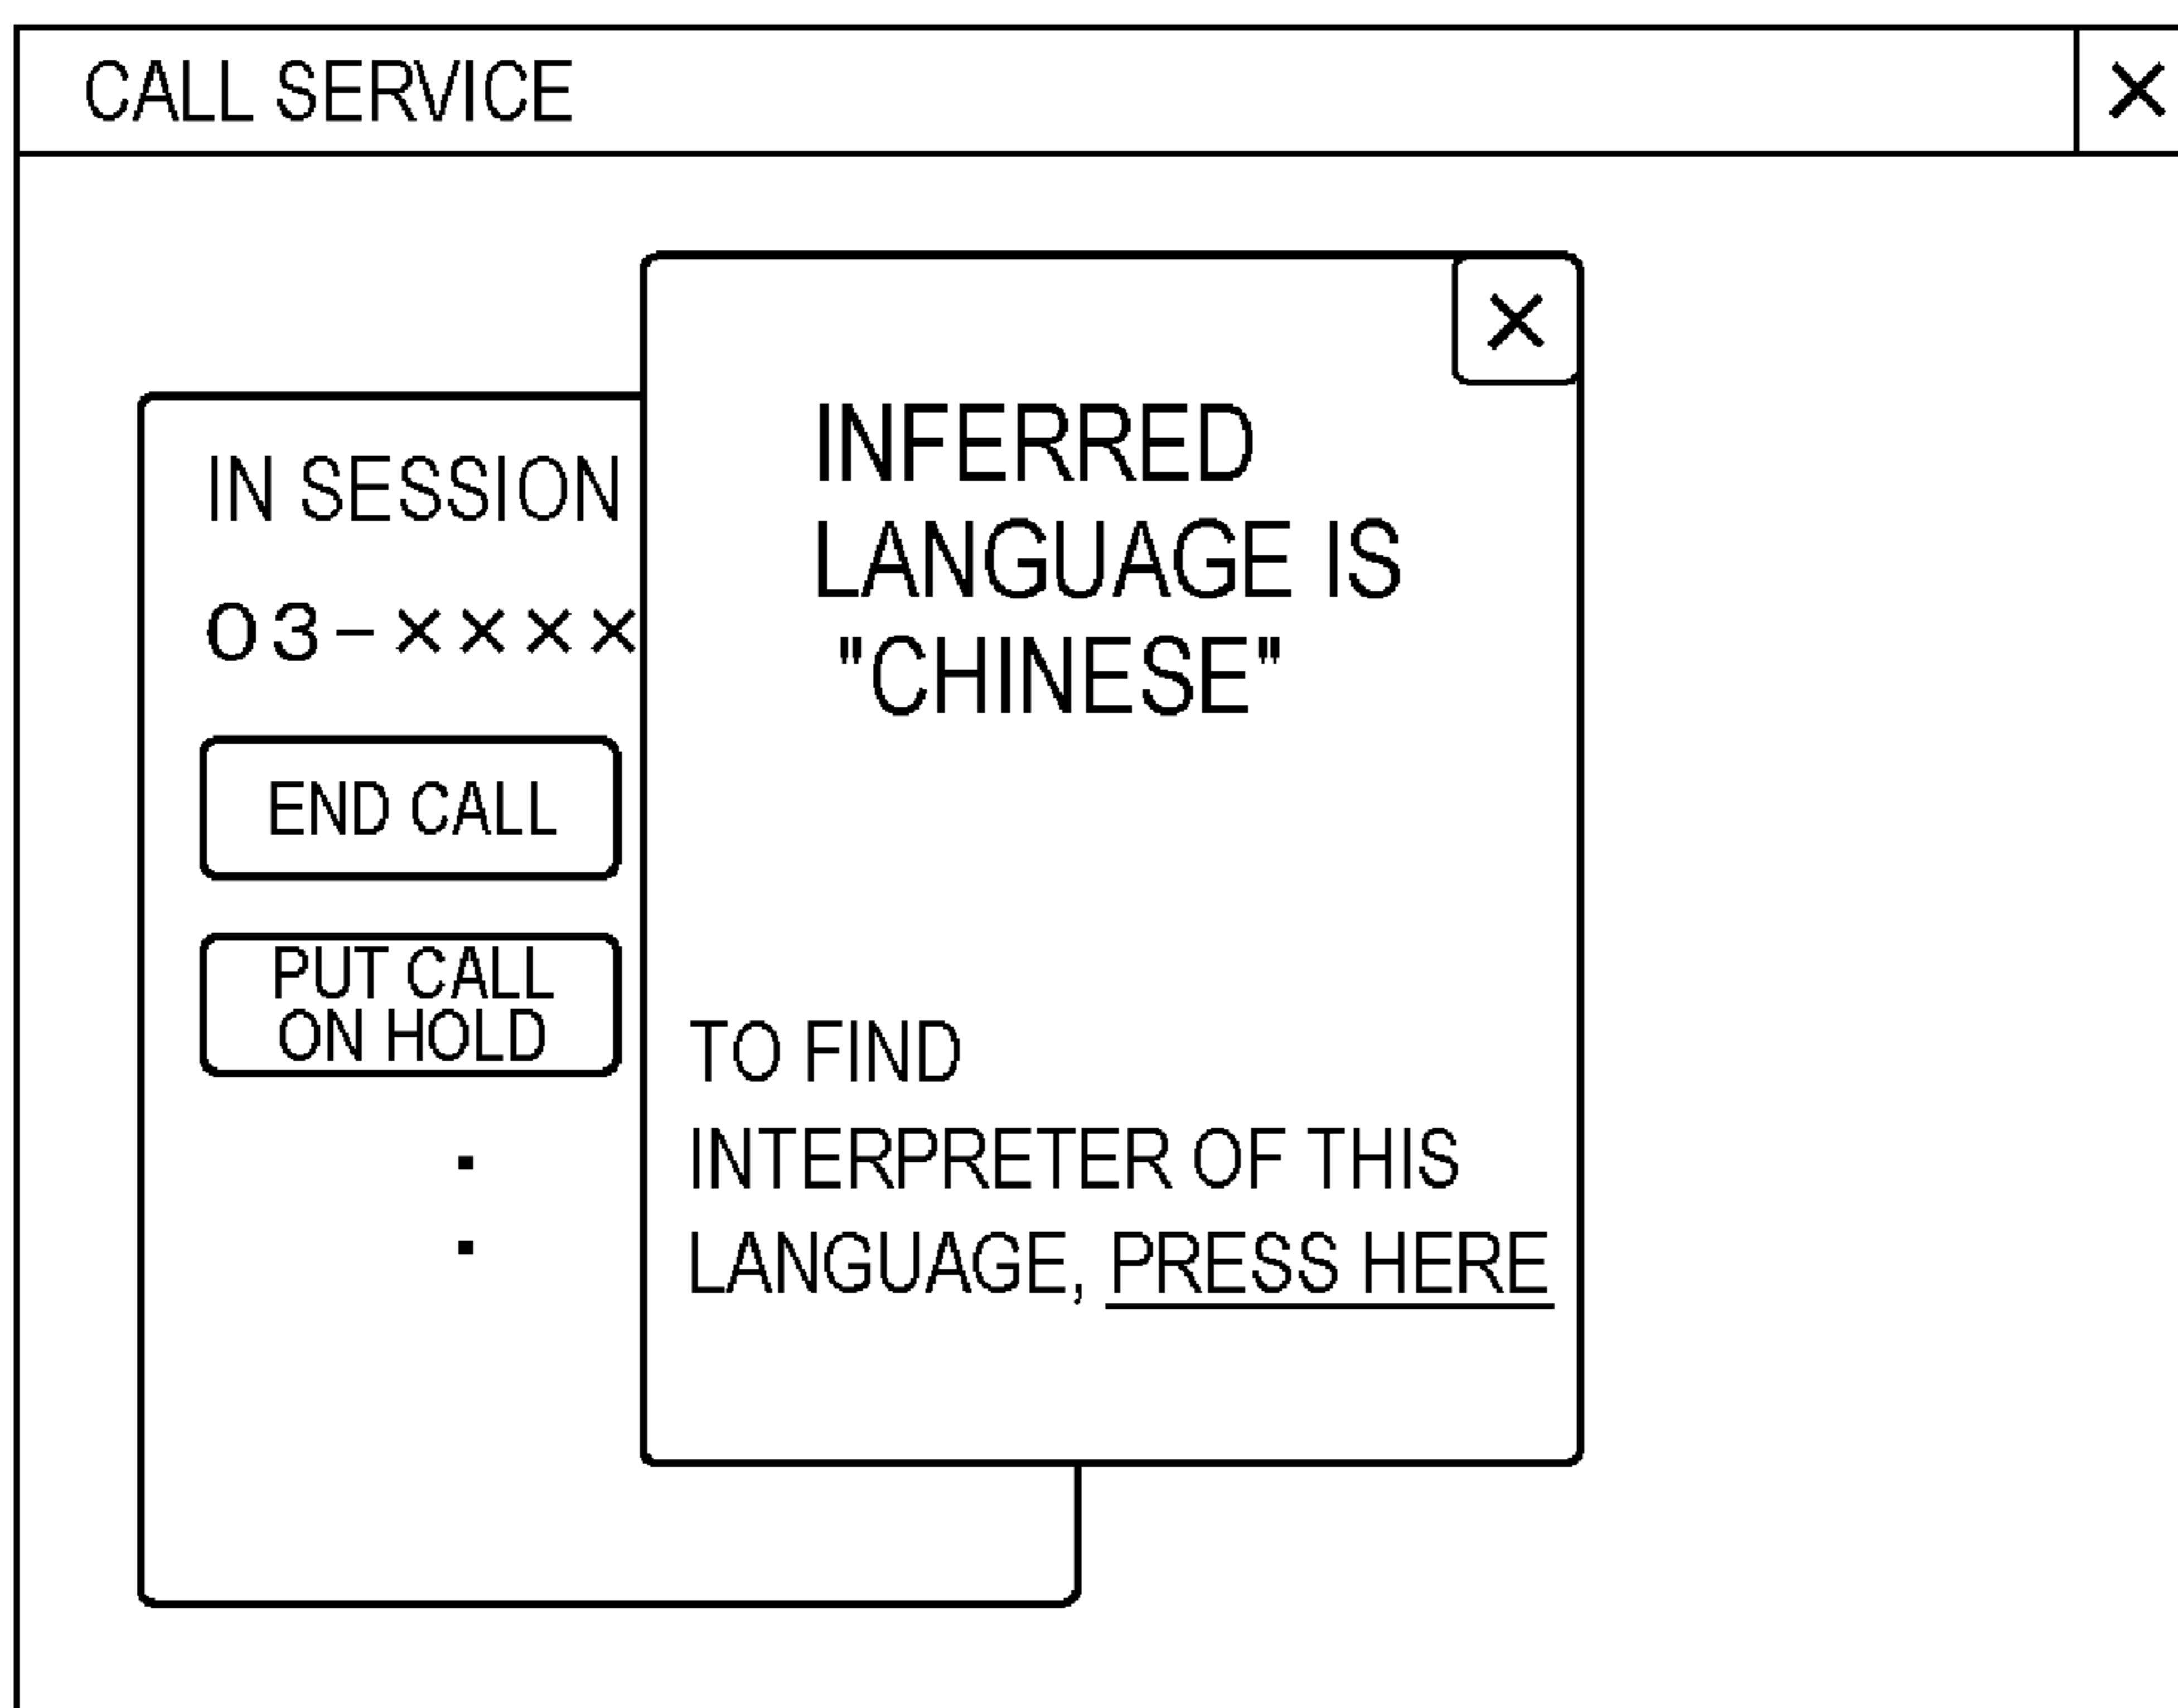 CALL SERVICE ×
×
IN SESSION
03-××××
END CALL
PUT CALL
ON HOLD
:
INFERRED
LANGUAGE IS
"CHINESE"
TO FIND
INTERPRETER OF THIS
LANGUAGE, PRESS HERE